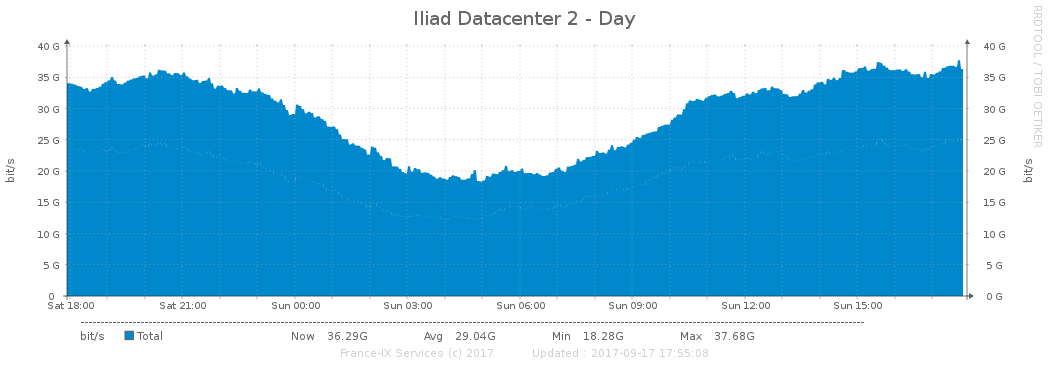 Iliad Datacenter 2 - Day
RRDTOOL / TOBI OETIKER
40 G 40 G
35 G 35 G
30 G 30 G
25 G 25 G
20 G 20 G
15 G 15 G
10 G 10 G
5 G 5 G
0 0 G
bit/s
bit/s
Sat 18:00 Sat 21:00 Sun 00:00 Sun 03:00 Sun 06:00 Sun 09:00 Sun 12:00 Sun 15:00
bit/s Total Now 36.29G Avg 29.04G Min 18.28G Max 37.68G
France-IX Services (c) 2017 Updated : 2017-09-17 17:55:08